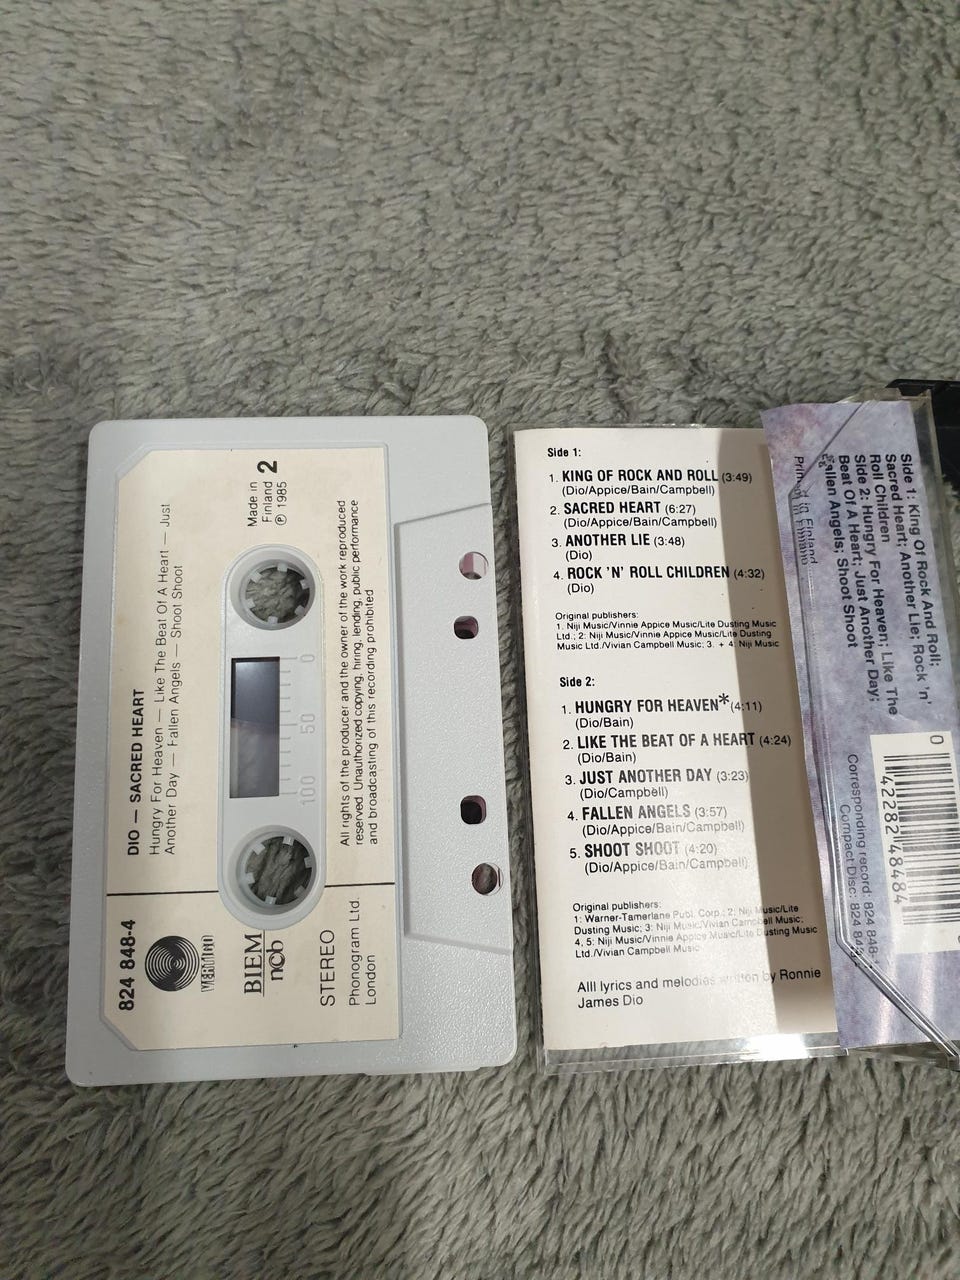 DIO — SACRED HEART
Hungry For Heaven — Like The Beat Of A Heart — Just
Another Day — Fallen Angels — Shoot Shoot
Made in
Finland
℗ 1985
2
0
50
100
All rights of the producer and the owner of the work reproduced
reserved. Unauthorized copying, hiring, lending, public performance
and broadcasting of this recording prohibited
824 848-4
VERTIGO
BIEM
ncb
STEREO
Phonogram Ltd.
London
Side 1:
1. KING OF ROCK AND ROLL (3:49)
(Dio/Appice/Bain/Campbell)
2. SACRED HEART (6:27)
(Dio/Appice/Bain/Campbell)
3. ANOTHER LIE (3:48)
(Dio)
4. ROCK 'N' ROLL CHILDREN (4:32)
(Dio)
Original publishers:
1. Niji Music/Vinnie Appice Music/Lite Dusting Music
Ltd.; 2: Niji Music/Vinnie Appice Music/Lite Dusting
Music Ltd/Vivian Campbell Music; 3. + 4: Niji Music
Side 2:
1. HUNGRY FOR HEAVEN* (4:11)
(Dio/Bain)
2. LIKE THE BEAT OF A HEART (4:24)
(Dio/Bain)
3. JUST ANOTHER DAY (3:23)
(Dio/Campbell)
4. FALLEN ANGELS (3:57)
(Dio/Appice/Bain/Campbell)
5. SHOOT SHOOT (4:20)
(Dio/Appice/Bain/Campbell)
Original publishers:
1: Warner-Tamerlane Publ. Corp.; 2: Niji Music/Lite
Dusting Music; 3: Niji Music/Vivian Campbell Music;
4, 5: Niji Music/Vinnie Appice Music/Lite Dusting Music
Ltd./Vivian Campbell Music
Alll lyrics and melodies written by Ronnie
James Dio
Side 1: King Of Rock And Roll;
Sacred Heart; Another Lie; Rock 'n'
Roll Children
Side 2: Hungry For Heaven; Like The
Beat Of A Heart; Just Another Day;
Fallen Angels; Shoot Shoot
Printed in Finland
0
42282 48484
Corresponding record: 824 848-1
Compact Disc: 824 848-